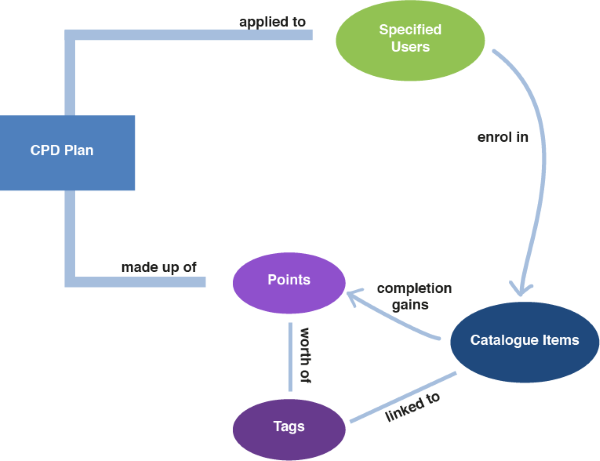 applied to
Specified
Users
enrol in
CPD Plan
made up of
Points
completion
gains
worth of
Catalogue Items
linked to
Tags